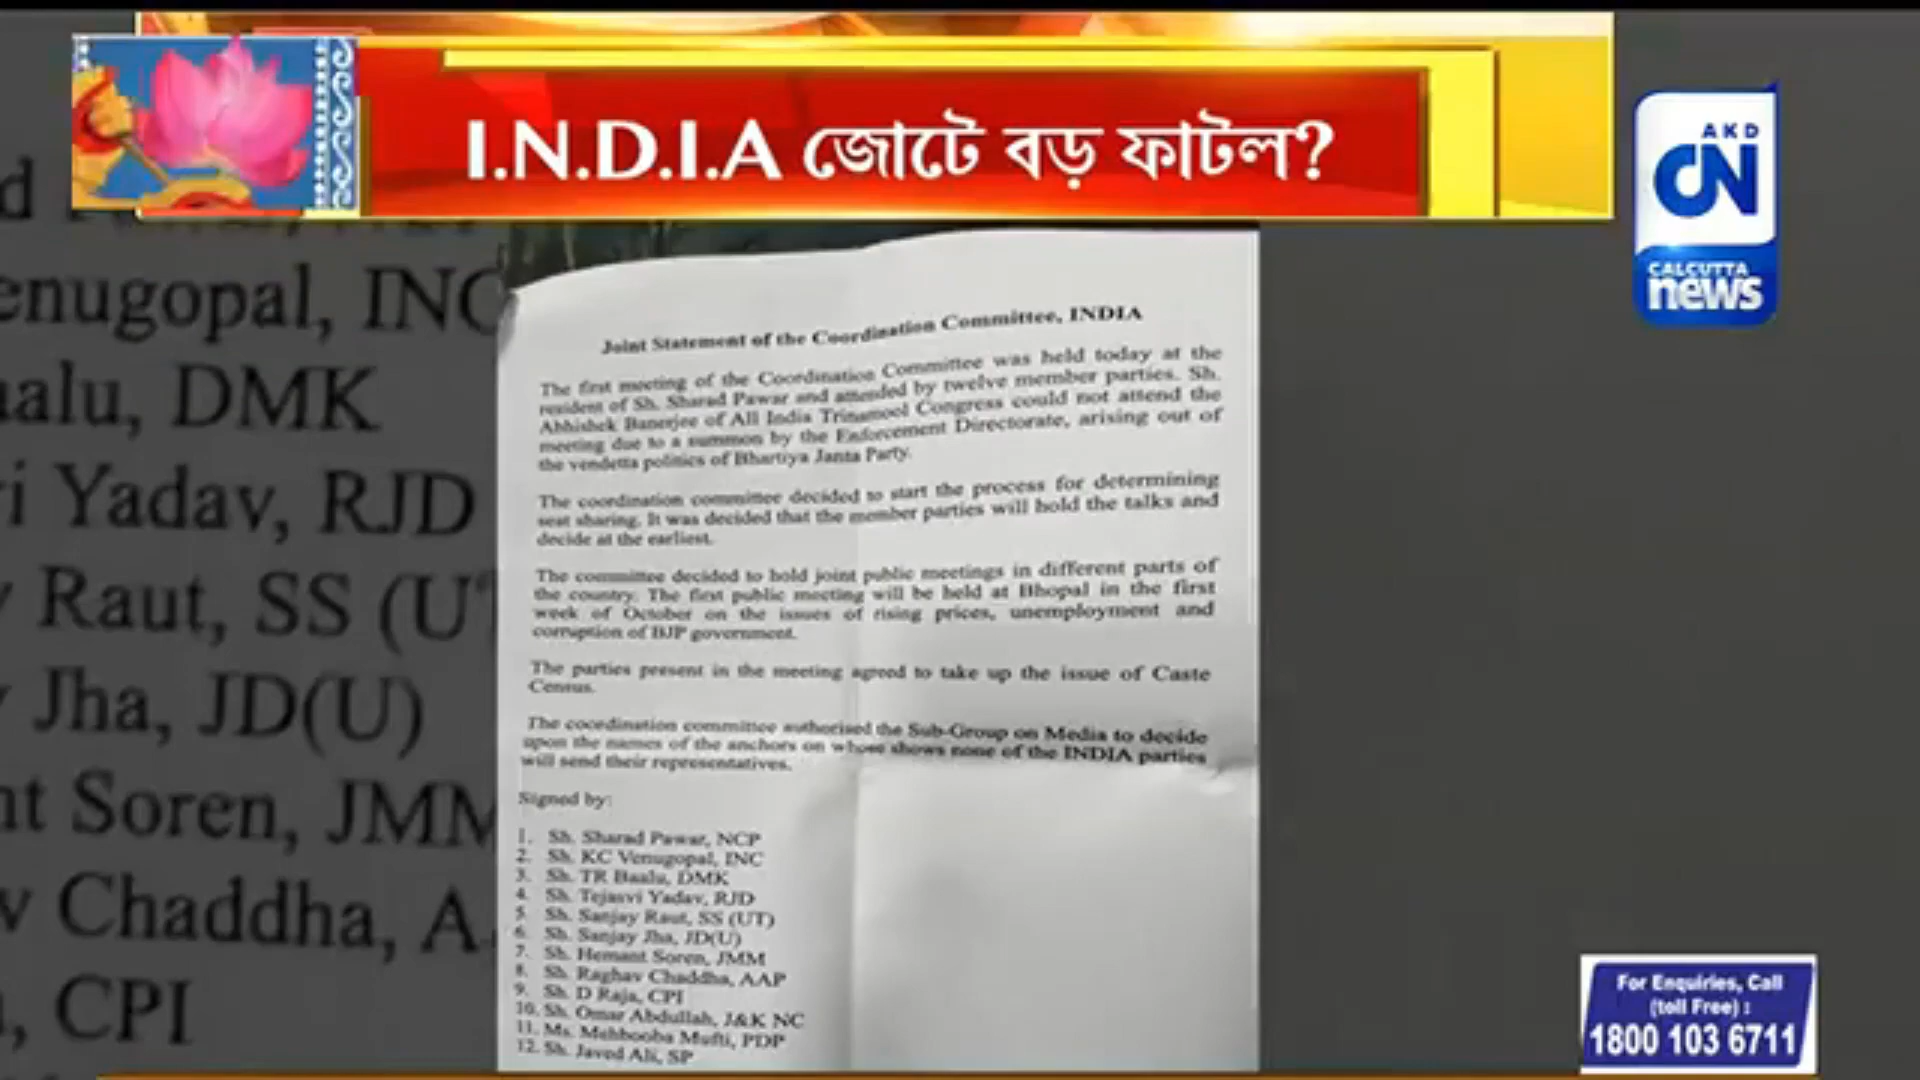 I.N.D.I.A জোটে বড় ফাটল?
AKD
CN
CALCUTTA
news
Joint Statement of the Coordination Committee, INDIA
The first meeting of the Coordination Committee was held today at the
resident of Sh. Sharad Pawar and attended by twelve member parties. Sh.
Abhishek Banerjee of All India Trinamool Congress could not attend the
meeting due to a summon by the Enforcement Directorate, arising out of
the vendetta politics of Bhartiya Janta Party.
The coordination committee decided to start the process for determining
seat sharing. It was decided that the member parties will hold the talks and
decide at the earliest.
The committee decided to hold joint public meetings in different parts of
the country. The first public meeting will be held at Bhopal in the first
week of October on the issues of rising prices, unemployment and
corruption of BJP government.
The parties present in the meeting agreed to take up the issue of Caste
Census.
The coordination committee authorised the Sub-Group on Media to decide
upon the names of the anchors on whose shows none of the INDIA parties
will send their representatives.
Signed by:
1. Sh. Sharad Pawar, NCP
2. Sh. KC Venugopal, INC
3. Sh. TR Baalu, DMK
4. Sh. Tejasvi Yadav, RJD
5. Sh. Sanjay Raut, SS (UT)
6. Sh. Sanjay Jha, JD(U)
7. Sh. Hemant Soren, JMM
8. Sh. Raghav Chaddha, AAP
9. Sh. D Raja, CPI
10. Sh. Omar Abdullah, J&K NC
11. Ms. Mehbooba Mufti, PDP
12. Sh. Javed Ali, SP
enugopal, INC
aalu, DMK
ri Yadav, RJD
y Raut, SS (U
y Jha, JD(U)
nt Soren, JMM
v Chaddha, A
, CPI
For Enquiries, Call
(toll Free) :
1800 103 6711